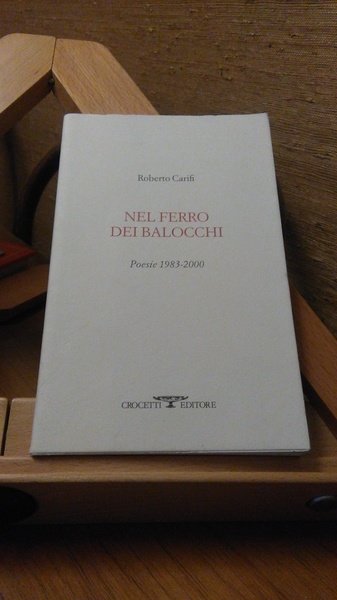 Roberto Carifi
NEL FERRO
DEI BALOCCHI
Poesie 1983-2000
CROCETTI EDITORE